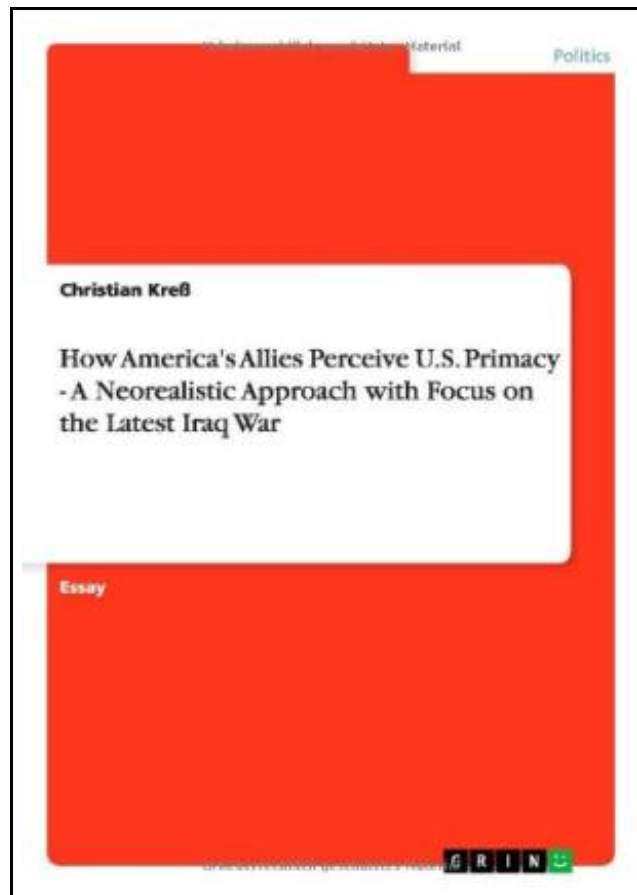 Politics
Christian Kreß
How America's Allies Perceive U.S. Primacy
- A Neorealistic Approach with Focus on
the Latest Iraq War
Essay
GRIN